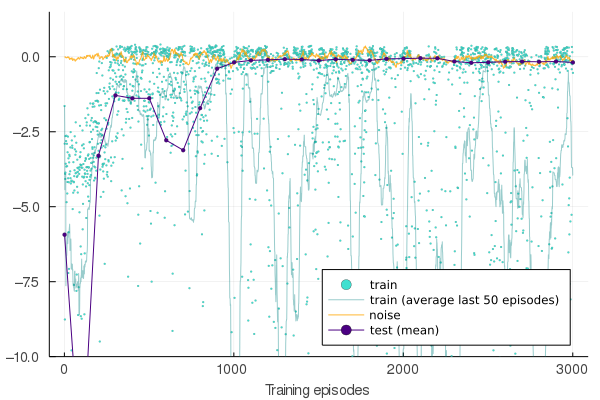 0.0
−2.5
−5.0
−7.5
−10.0
0
1000
2000
3000
Training episodes
train
train (average last 50 episodes)
noise
test (mean)